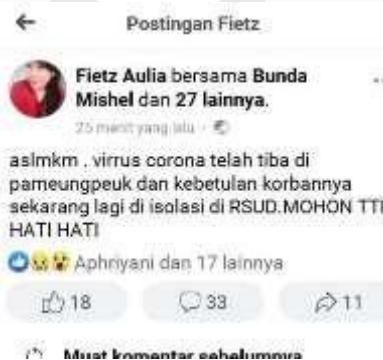 Postingan Fietz
Fietz Aulia bersama Bunda
Mishel dan 27 lainnya.
25 menit yang lalu
aslmkm . virrus corona telah tiba di
pameungpeuk dan kebetulan korbannya
sekarang lagi di isolasi di RSUD.MOHON TTP
HATI HATI
Aphriyani dan 17 lainnya
18 33 11
Muat komentar sebelumnya